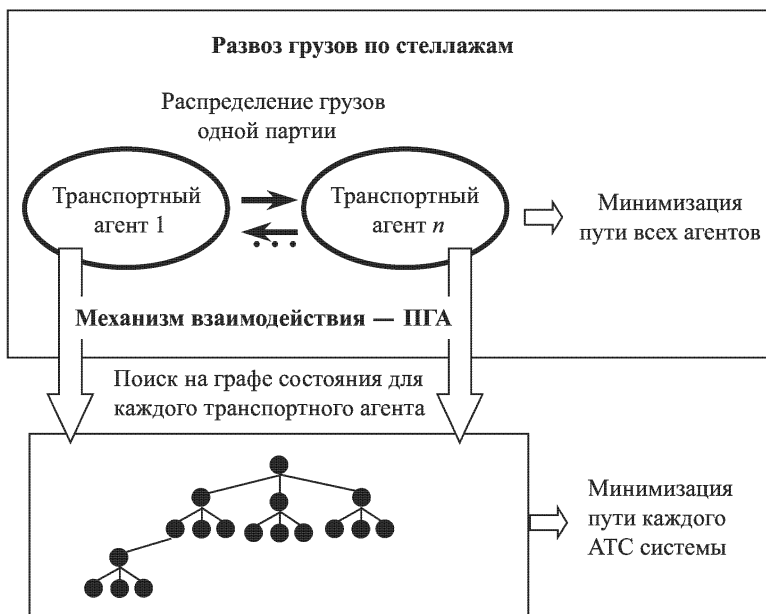 Развоз грузов по стеллажам
Распределение грузов
одной партии
Транспортный
агент 1
Транспортный
агент n
Минимизация
пути всех агентов
Механизм взаимодействия — ПГА
Поиск на графе состояния для
каждого транспортного агента
Минимизация
пути каждого
АТС системы